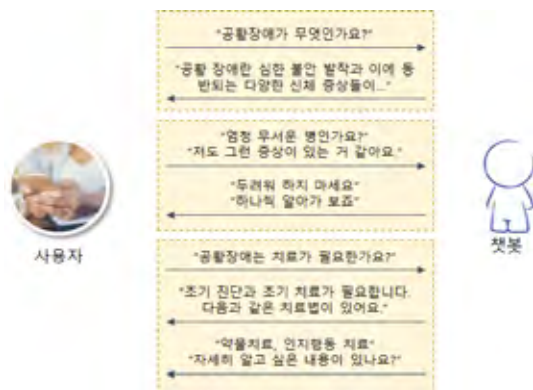 "공황장애가 무엇인가요?"
"공황 장애란 심한 불안 발작과 이에 동
반되는 다양한 신체 증상들이..."
"엄청 무서운 병인가요?"
"저도 그런 증상이 있는 거 같아요."
"두려워 하지 마세요"
"하나씩 알아가 보죠"
사용자
챗봇
"공황장애는 치료가 필요한가요?"
"조기 진단과 조기 치료가 필요합니다.
다음과 같은 치료법이 있어요."
"약물치료, 인지행동 치료"
"자세히 알고 싶은 내용이 있나요?"